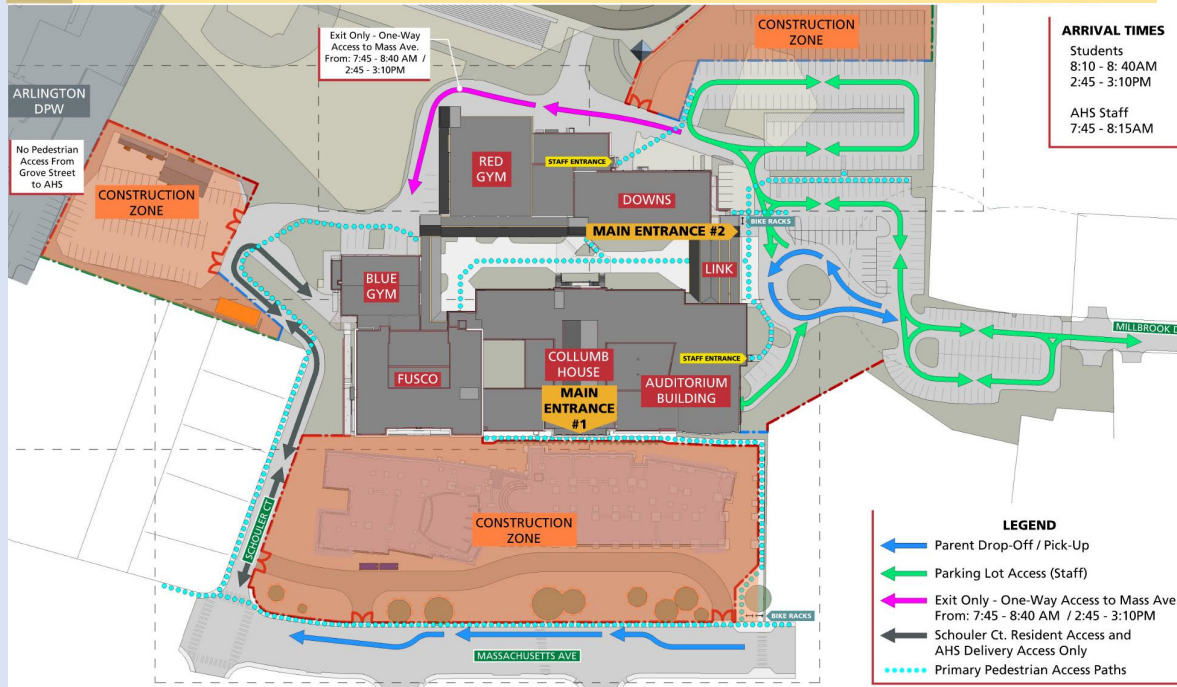 Exit Only - One-Way
Access to Mass Ave.
From: 7:45 - 8:40 AM /
2:45 - 3:10PM
CONSTRUCTION
ZONE
ARRIVAL TIMES
Students
8:10 - 8: 40AM
2:45 - 3:10PM
AHS Staff
7:45 - 8:15AM
ARLINGTON
DPW
No Pedestrian
Access From
Grove Street
to AHS
CONSTRUCTION
ZONE
RED
GYM
STAFF ENTRANCE
DOWNS
BIKE RACKS
MAIN ENTRANCE #2
LINK
BLUE
GYM
MILLBROOK D
COLLUMB
HOUSE
STAFF ENTRANCE
FUSCO
AUDITORIUM
BUILDING
MAIN
ENTRANCE
#1
CONSTRUCTION
ZONE
SCHOULER CT
BIKE RACKS
MASSACHUSETTS AVE
LEGEND
Parent Drop-Off / Pick-Up
Parking Lot Access (Staff)
Exit Only - One-Way Access to Mass Ave
From: 7:45 - 8:40 AM / 2:45 - 3:10PM
Schouler Ct. Resident Access and
AHS Delivery Access Only
Primary Pedestrian Access Paths